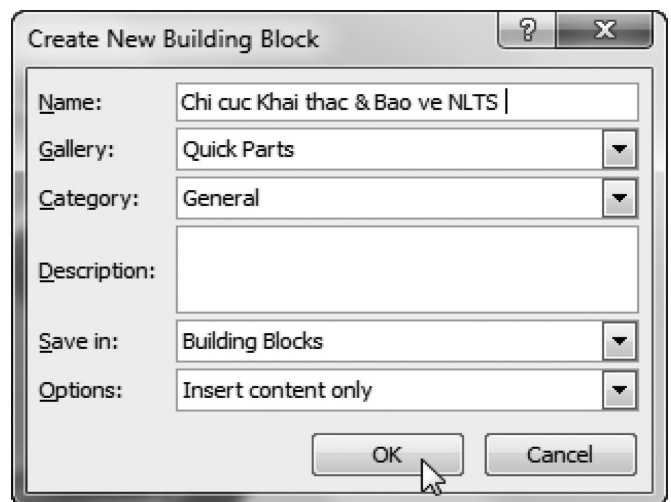 Create New Building Block ? x
Name: Chi cuc Khai thac & Bao ve NLTS
Gallery: Quick Parts
Category: General
Description:
Save in: Building Blocks
Options: Insert content only
OK Cancel